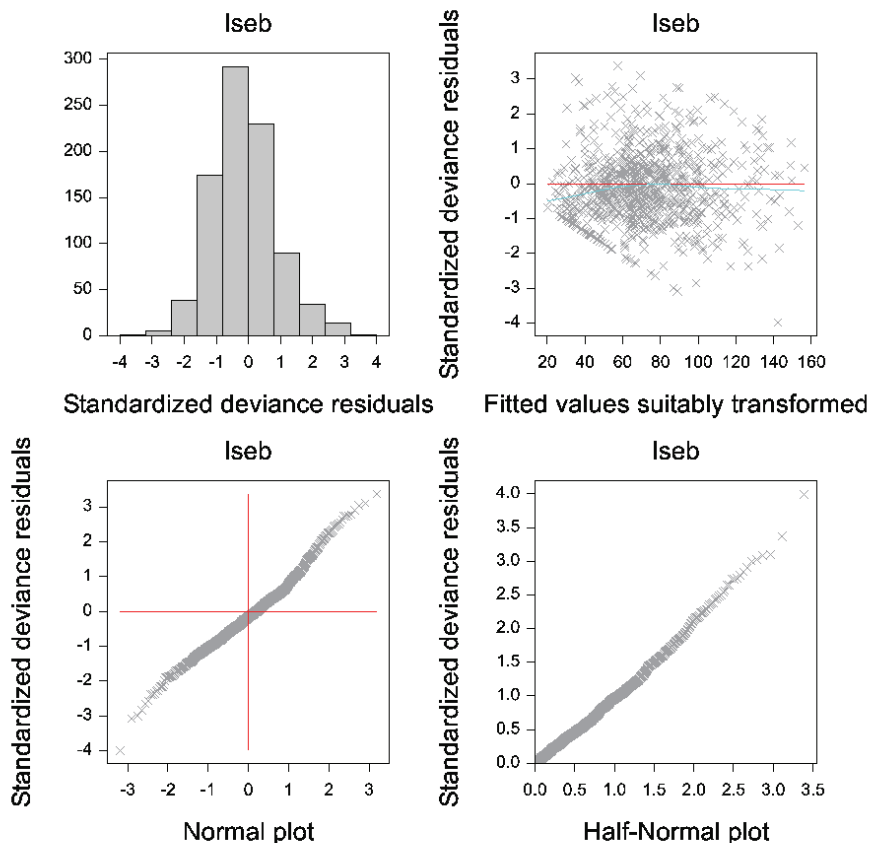 Iseb
Standardized deviance residuals
300
250
200
150
100
50
0
-4 -3 -2 -1 0 1 2 3 4
Standardized deviance residuals
Iseb
Standardized deviance residuals
3
2
1
0
-1
-2
-3
-4
20 40 60 80 100 120 140 160
Fitted values suitably transformed
Iseb
Standardized deviance residuals
3
2
1
0
-1
-2
-3
-4
-3 -2 -1 0 1 2 3
Normal plot
Iseb
Standardized deviance residuals
4.0
3.5
3.0
2.5
2.0
1.5
1.0
0.5
0.0
0.0 0.5 1.0 1.5 2.0 2.5 3.0 3.5
Half-Normal plot